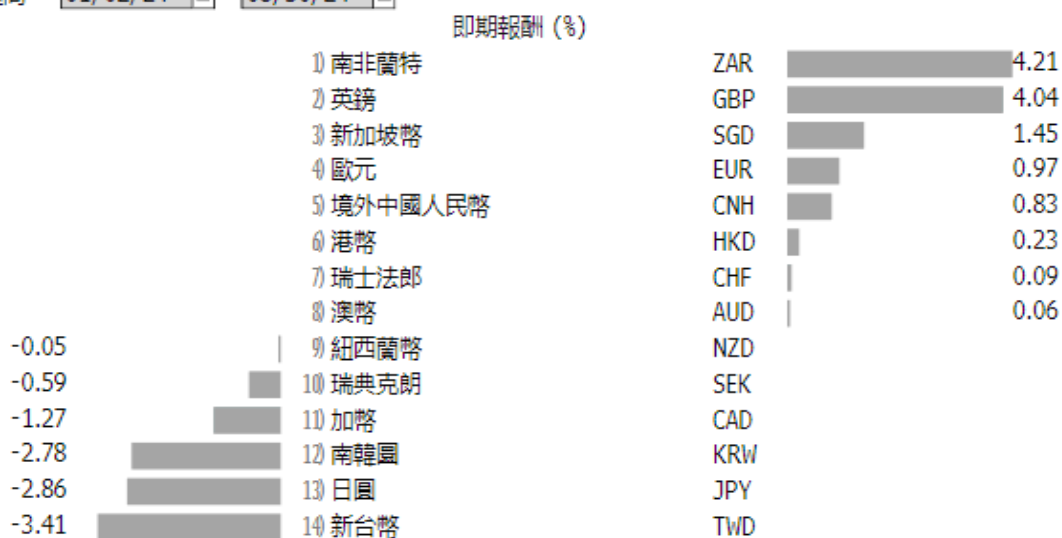 即期報酬 (%)
1) 南非蘭特 ZAR 4.21
2) 英鎊 GBP 4.04
3) 新加坡幣 SGD 1.45
4) 歐元 EUR 0.97
5) 境外中國人民幣 CNH 0.83
6) 港幣 HKD 0.23
7) 瑞士法郎 CHF 0.09
8) 澳幣 AUD 0.06
-0.05 9) 紐西蘭幣 NZD
-0.59 10) 瑞典克朗 SEK
-1.27 11) 加幣 CAD
-2.78 12) 南韓圓 KRW
-2.86 13) 日圓 JPY
-3.41 14) 新台幣 TWD